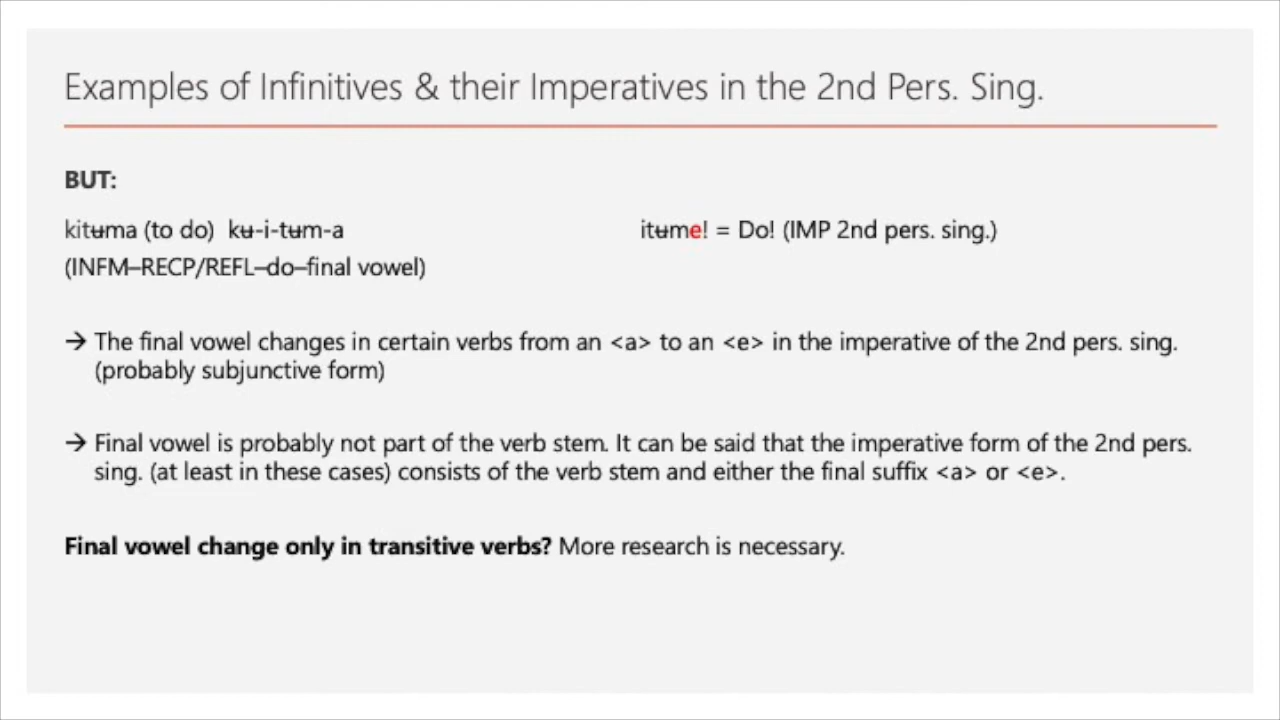 Examples of Infinitives & their Imperatives in the 2nd Pers. Sing.
BUT:
kitʉma (to do) kʉ-i-tʉm-a
itʉme! = Do! (IMP 2nd pers. sing.)
(INFM–RECP/REFL–do–final vowel)
→ The final vowel changes in certain verbs from an <a> to an <e> in the imperative of the 2nd pers. sing.
(probably subjunctive form)
→ Final vowel is probably not part of the verb stem. It can be said that the imperative form of the 2nd pers.
sing. (at least in these cases) consists of the verb stem and either the final suffix <a> or <e>.
Final vowel change only in transitive verbs? More research is necessary.